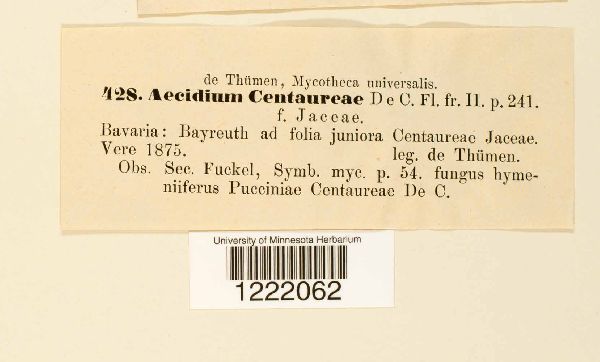 de Thümen, Mycotheca universalis.
428. Aecidium Centaureae De C. Fl. fr. II. p. 241.
f. Jaceae.
Bavaria: Bayreuth ad folia juniora Centaureae Jaceae.
Vere 1875. leg. de Thümen.
Obs. Sec. Fuckel, Symb. myc. p. 54. fungus hyme-
niiferus Pucciniae Centaureae De C.
University of Minnesota Herbarium
1222062